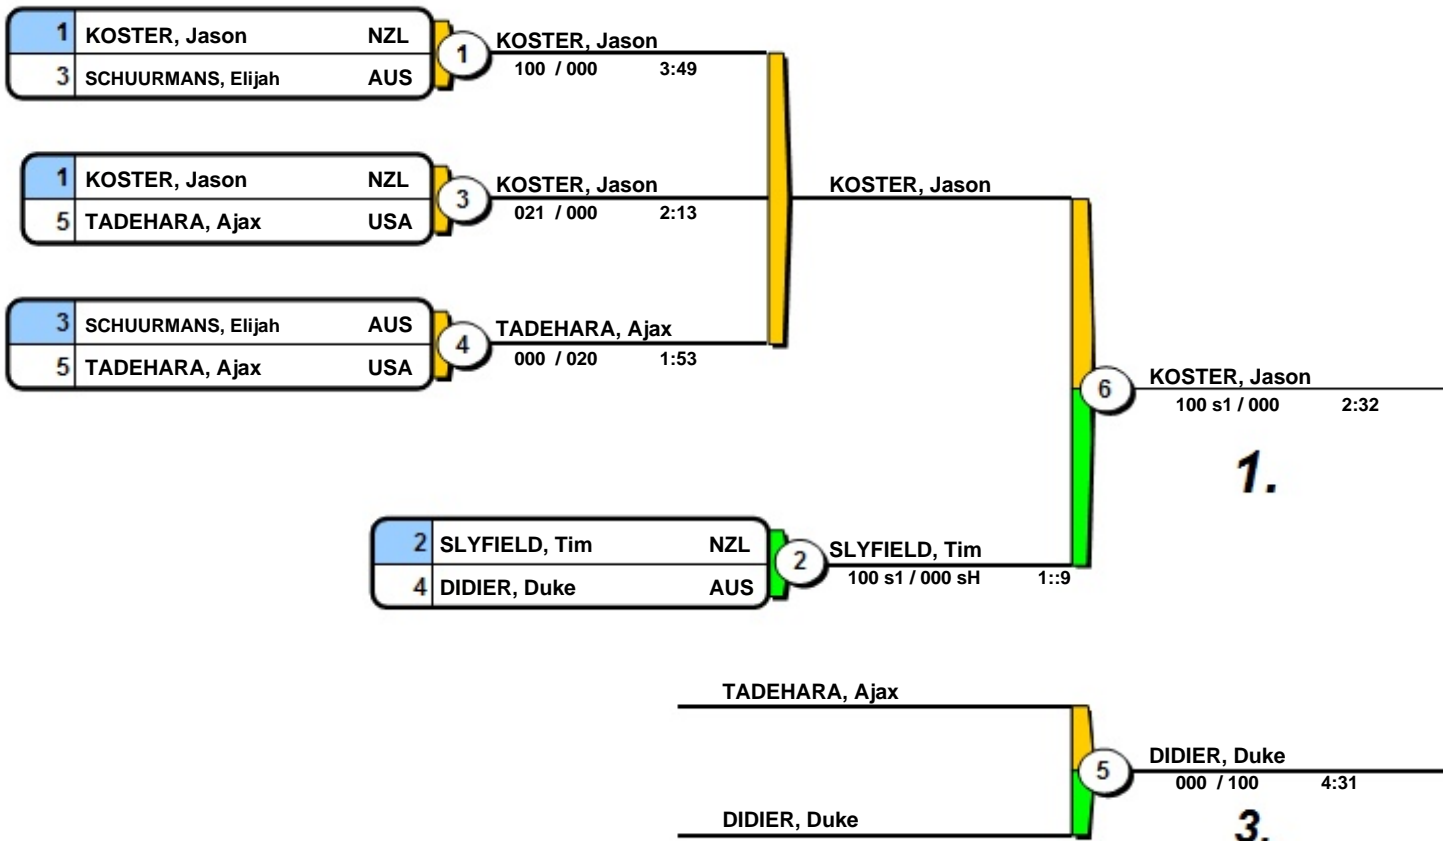 1 KOSTER, Jason NZL
3 SCHUURMANS, Elijah AUS
1
KOSTER, Jason
100 / 000 3:49
1 KOSTER, Jason NZL
5 TADEHARA, Ajax USA
3
KOSTER, Jason
021 / 000 2:13
KOSTER, Jason
3 SCHUURMANS, Elijah AUS
5 TADEHARA, Ajax USA
4
TADEHARA, Ajax
000 / 020 1:53
6
KOSTER, Jason
100 s1 / 000 2:32
1.
2 SLYFIELD, Tim NZL
4 DIDIER, Duke AUS
2
SLYFIELD, Tim
100 s1 / 000 sH 1::9
TADEHARA, Ajax
5
DIDIER, Duke
000 / 100 4:31
DIDIER, Duke
3.